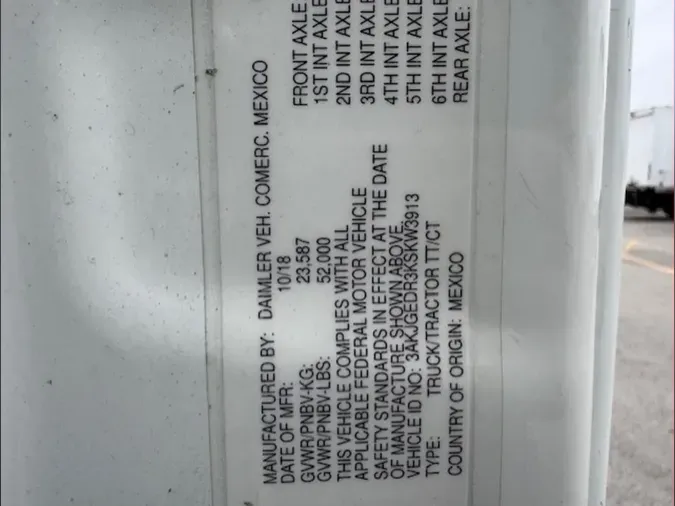 MANUFACTURED BY: DAIMLER VEH. COMERC. MEXICO
DATE OF MFR: 10/18
GVWR/PNBV-KG: 23,587
GVWR/PNBV-LBS: 52,000
THIS VEHICLE COMPLIES WITH ALL
APPLICABLE FEDERAL MOTOR VEHICLE
SAFETY STANDARDS IN EFFECT AT THE DATE
OF MANUFACTURE SHOWN ABOVE.
VEHICLE ID NO: 3AKJGEDR3KSKW3913
TYPE: TRUCK/TRACTOR TT/CT
COUNTRY OF ORIGIN: MEXICO
FRONT AXLE
1ST INT AXLE
2ND INT AXLE
3RD INT AXLE
4TH INT AXLE
5TH INT AXLE
6TH INT AXLE
REAR AXLE: